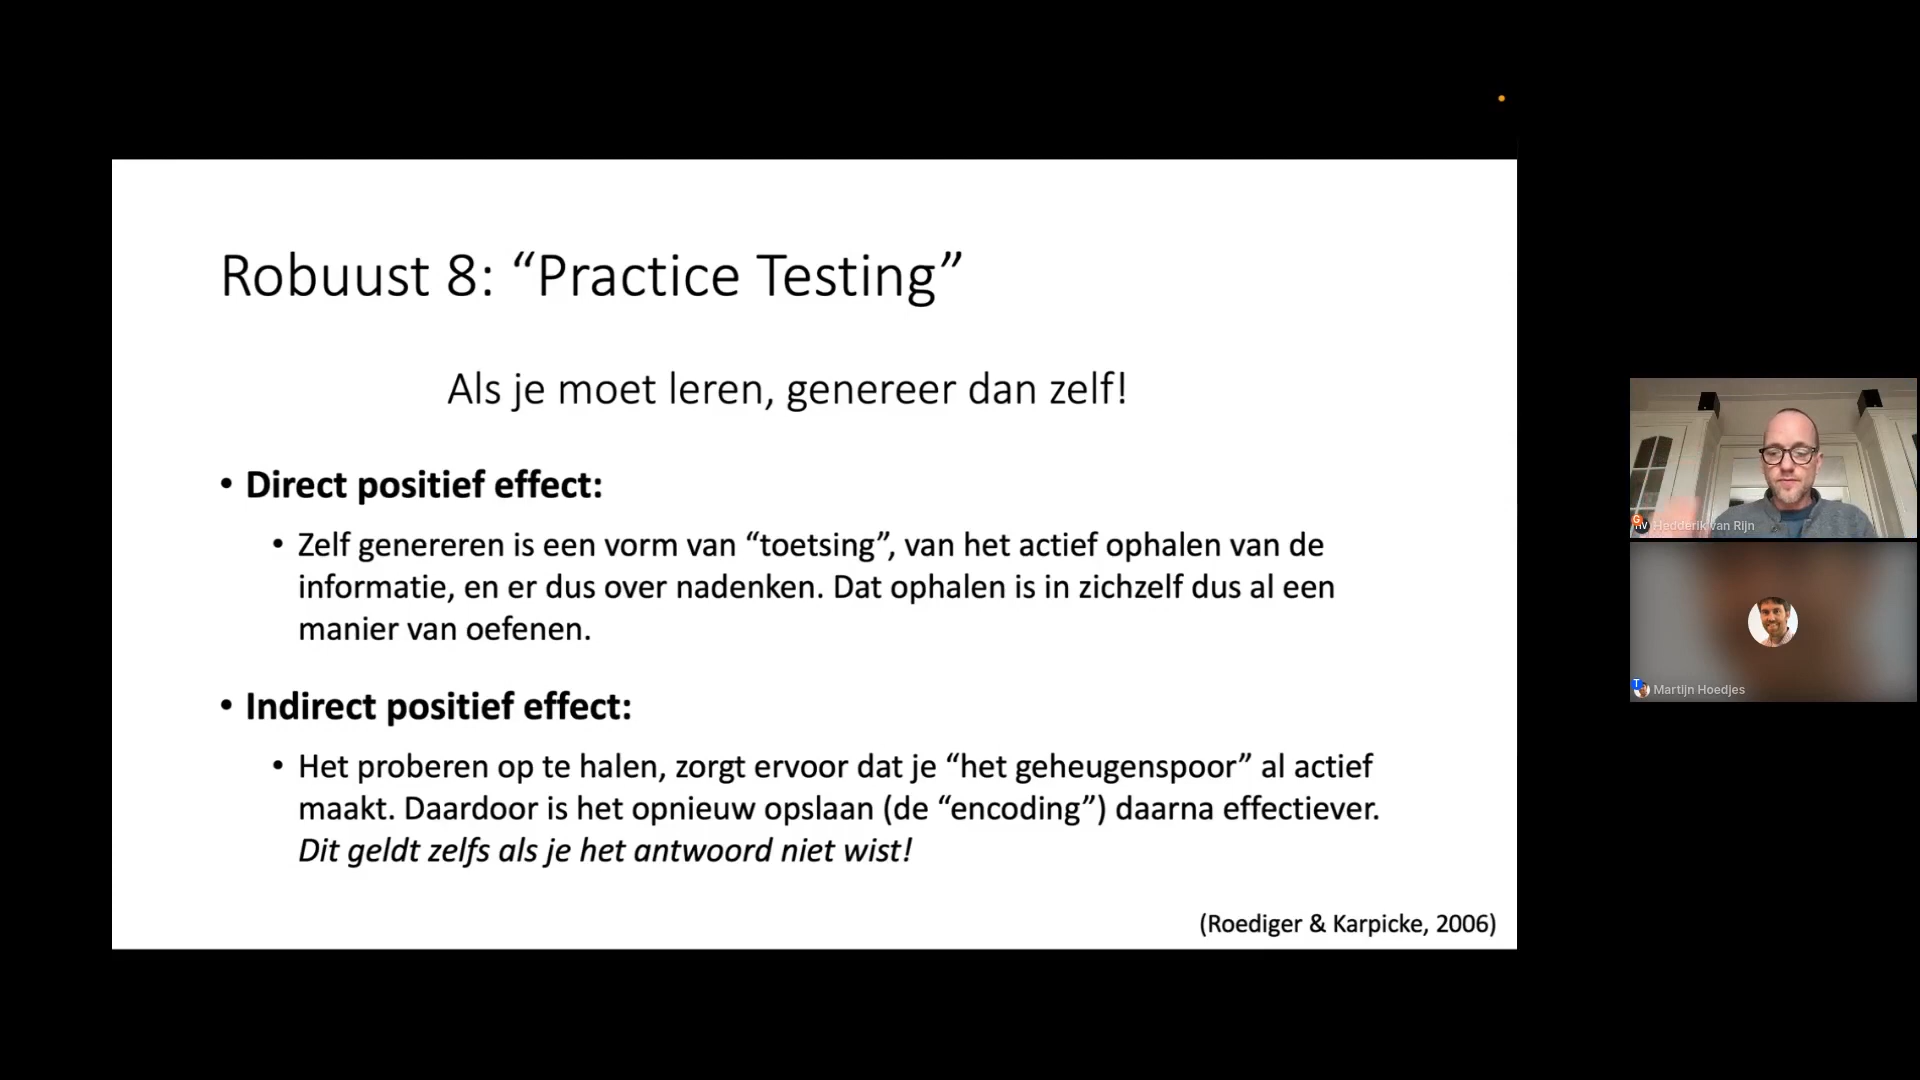 Robuust 8: “Practice Testing”
Als je moet leren, genereer dan zelf!
• Direct positief effect:
• Zelf genereren is een vorm van “toetsing”, van het actief ophalen van de
informatie, en er dus over nadenken. Dat ophalen is in zichzelf dus al een
manier van oefenen.
• Indirect positief effect:
• Het proberen op te halen, zorgt ervoor dat je “het geheugenspoor” al actief
maakt. Daardoor is het opnieuw opslaan (de “encoding”) daarna effectiever.
Dit geldt zelfs als je het antwoord niet wist!
(Roediger & Karpicke, 2006)
Hedderik van Rijn
T
Martijn Hoedjes